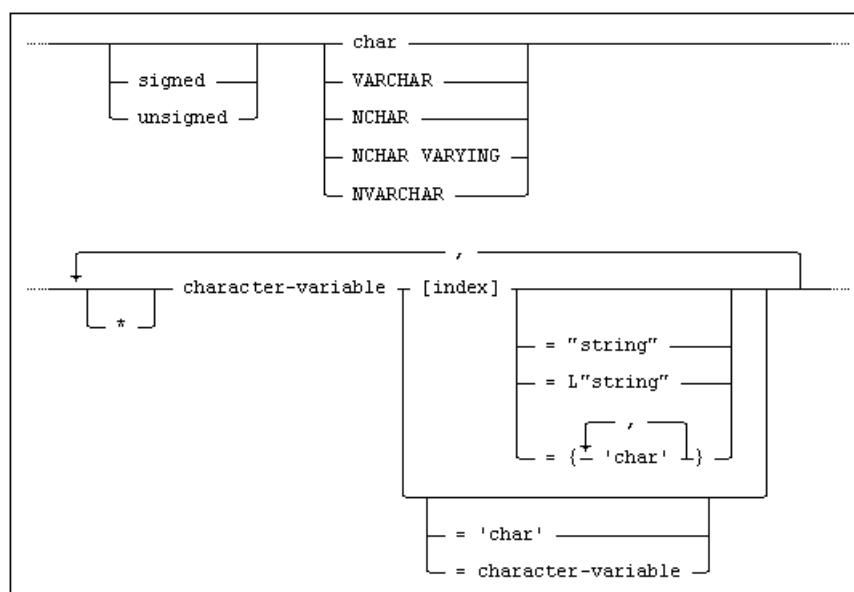 char
signed VARCHAR
unsigned NCHAR
NCHAR VARYING
NVARCHAR
,
character-variable [index]
*
= "string"
= L"string"
,
= { 'char' }
= 'char'
= character-variable